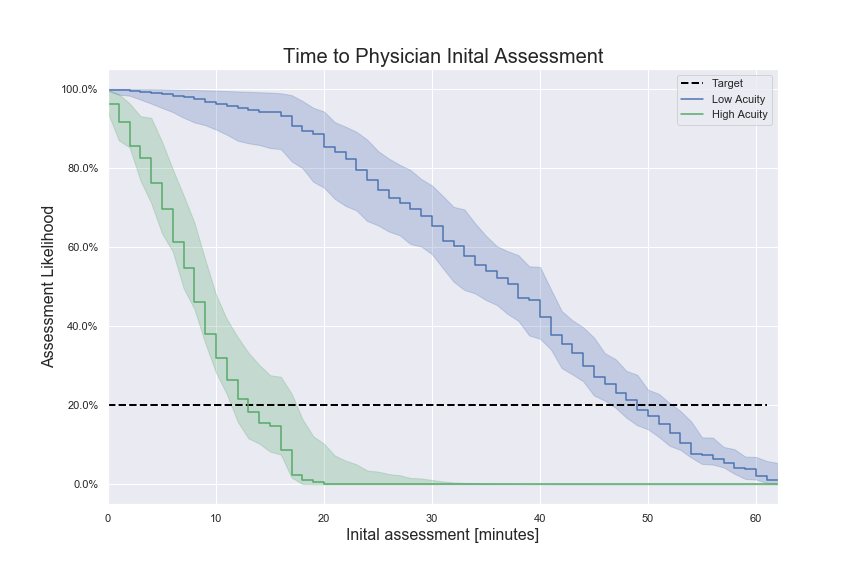 Time to Physician Inital Assessment
Target
Low Acuity
High Acuity
Assessment Likelihood
100.0%
80.0%
60.0%
40.0%
20.0%
0.0%
0 10 20 30 40 50 60
Inital assessment [minutes]